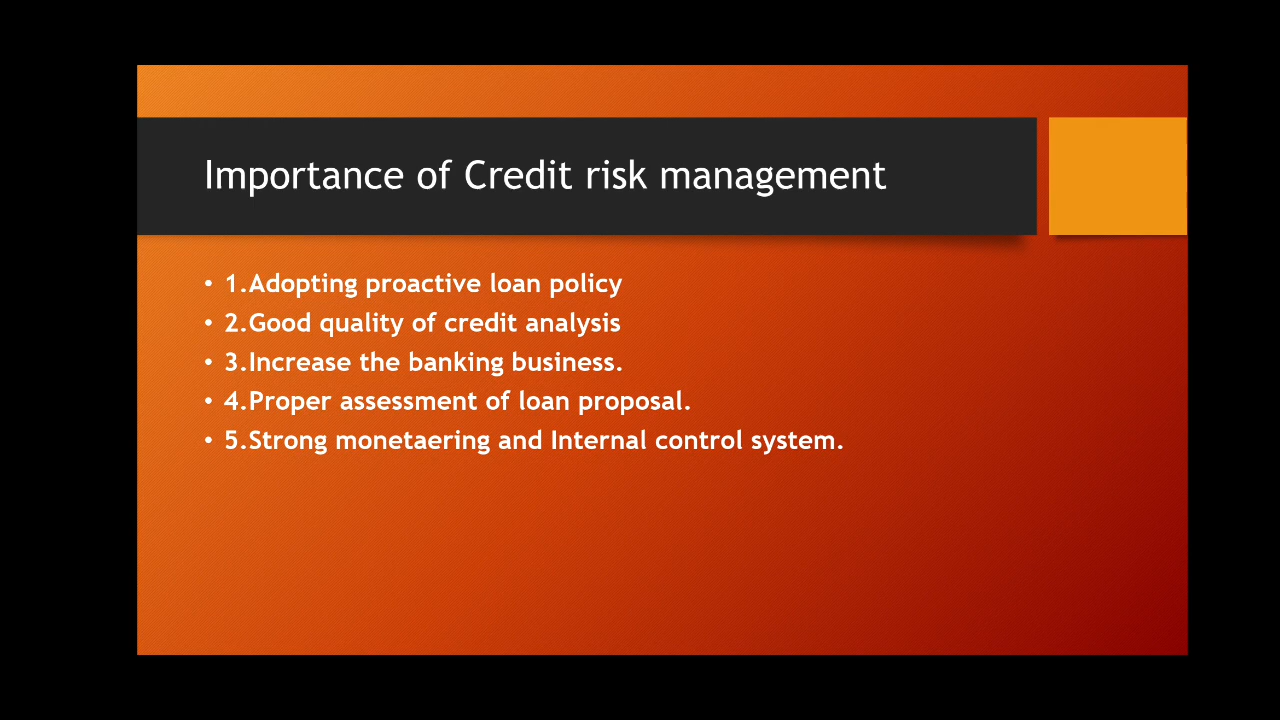 Importance of Credit risk management
• 1.Adopting proactive loan policy
• 2.Good quality of credit analysis
• 3.Increase the banking business.
• 4.Proper assessment of loan proposal.
• 5.Strong monetaering and Internal control system.